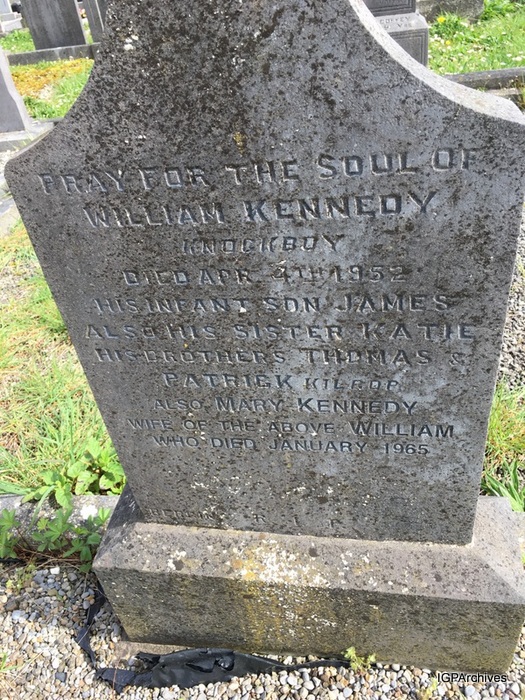 PRAY FOR THE SOUL OF
WILLIAM KENNEDY
KNOCKBOY
DIED APR. 4TH 1952
HIS INFANT SON JAMES
ALSO HIS SISTER KATIE
HIS BROTHERS THOMAS &
PATRICK KILROP
ALSO MARY KENNEDY
WIFE OF THE ABOVE WILLIAM
WHO DIED JANUARY 1965
R. I. P.
IGPArchives